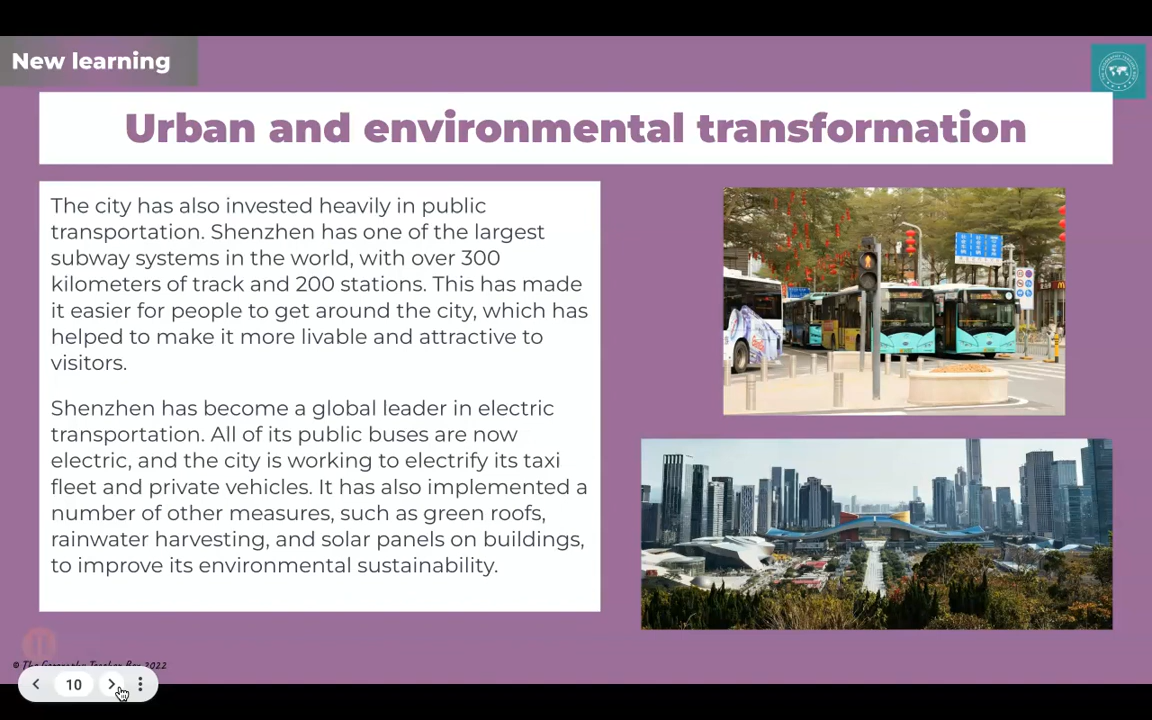 New learning
Urban and environmental transformation
The city has also invested heavily in public
transportation. Shenzhen has one of the largest
subway systems in the world, with over 300
kilometers of track and 200 stations. This has made
it easier for people to get around the city, which has
helped to make it more livable and attractive to
visitors.
Shenzhen has become a global leader in electric
transportation. All of its public buses are now
electric, and the city is working to electrify its taxi
fleet and private vehicles. It has also implemented a
number of other measures, such as green roofs,
rainwater harvesting, and solar panels on buildings,
to improve its environmental sustainability.
© The Geography Teacher Box 2022
10